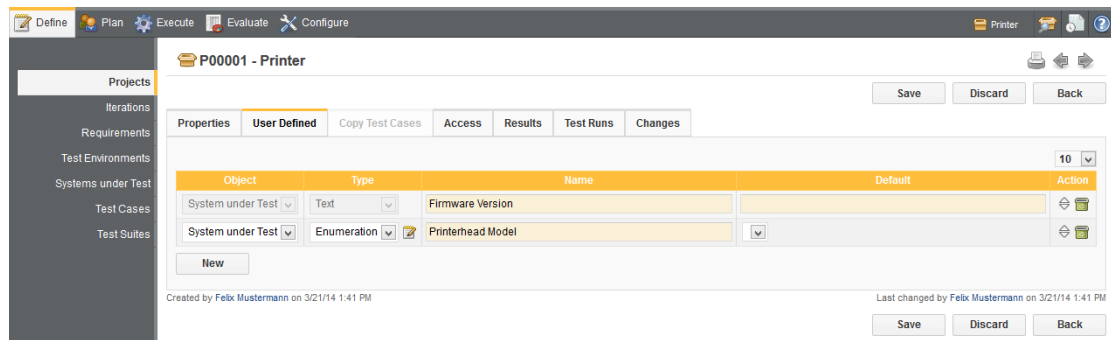 Define Plan Execute Evaluate Configure Printer
P00001 - Printer
Projects
Iterations
Requirements
Test Environments
Systems under Test
Test Cases
Test Suites
Save Discard Back
Properties User Defined Copy Test Cases Access Results Test Runs Changes
10
Object Type Name Default Action
System under Test Text Firmware Version
System under Test Enumeration Printerhead Model
New
Created by Felix Mustermann on 3/21/14 1:41 PM Last changed by Felix Mustermann on 3/21/14 1:41 PM
Save Discard Back